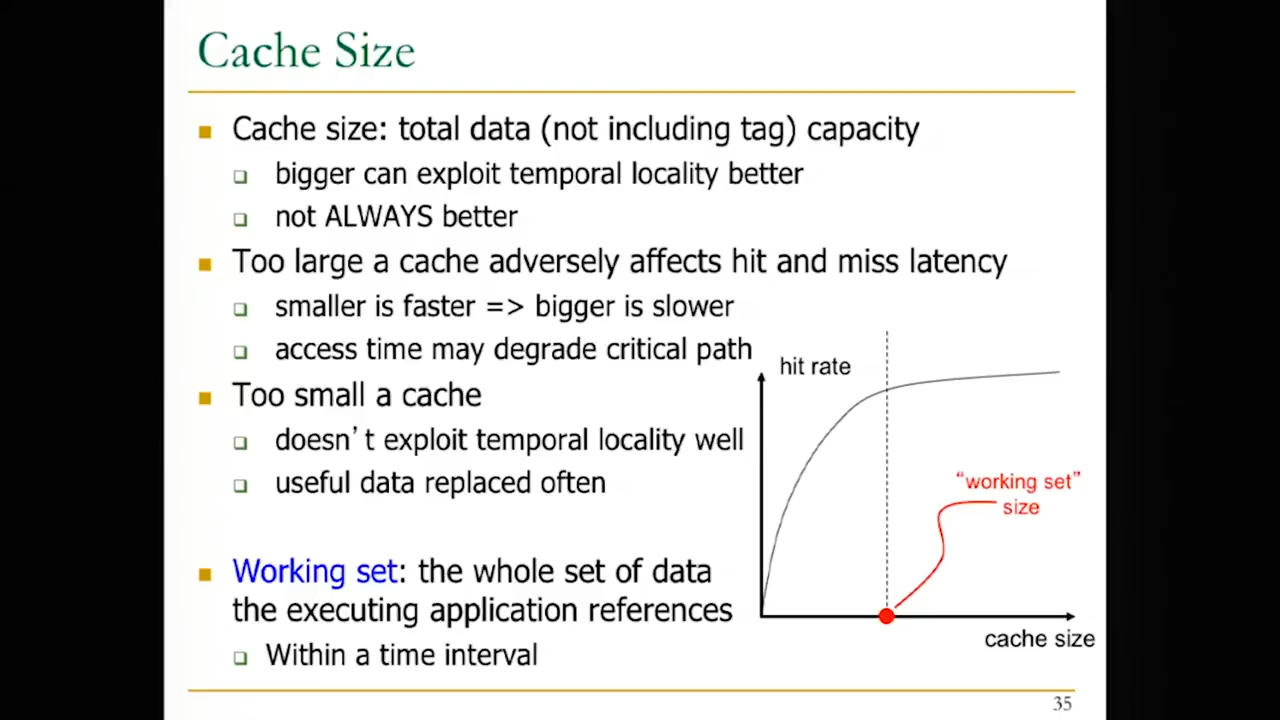 Cache Size
Cache size: total data (not including tag) capacity
bigger can exploit temporal locality better
not ALWAYS better
Too large a cache adversely affects hit and miss latency
smaller is faster => bigger is slower
access time may degrade critical path
Too small a cache
doesn't exploit temporal locality well
useful data replaced often
Working set: the whole set of data
the executing application references
Within a time interval
hit rate
“working set”
size
cache size
35